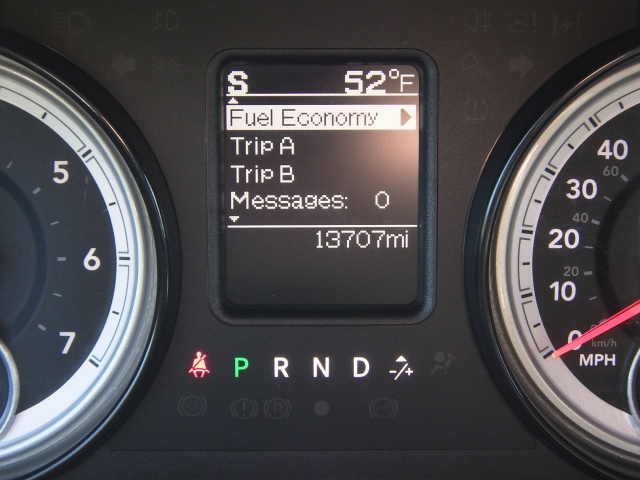 S 52°F
Fuel Economy
Trip A
Trip B
Messages: 0
13707mi
P R N D -/+
5
6
7
40
60
30
40
20
20
10
0
km/h
MPH